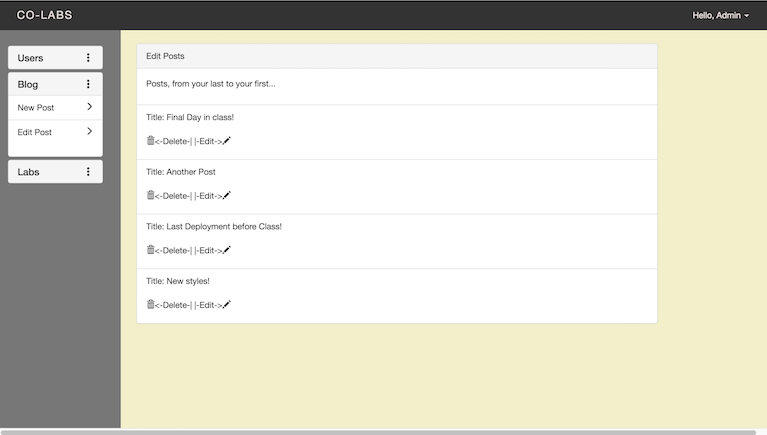 CO-LABS
Hello, Admin
Users
Blog
New Post
Edit Post
Labs
Edit Posts
Posts, from your last to your first...
Title: Final Day in class!
<-Delete-| |-Edit->
Title: Another Post
<-Delete-| |-Edit->
Title: Last Deployment before Class!
<-Delete-| |-Edit->
Title: New styles!
<-Delete-| |-Edit->